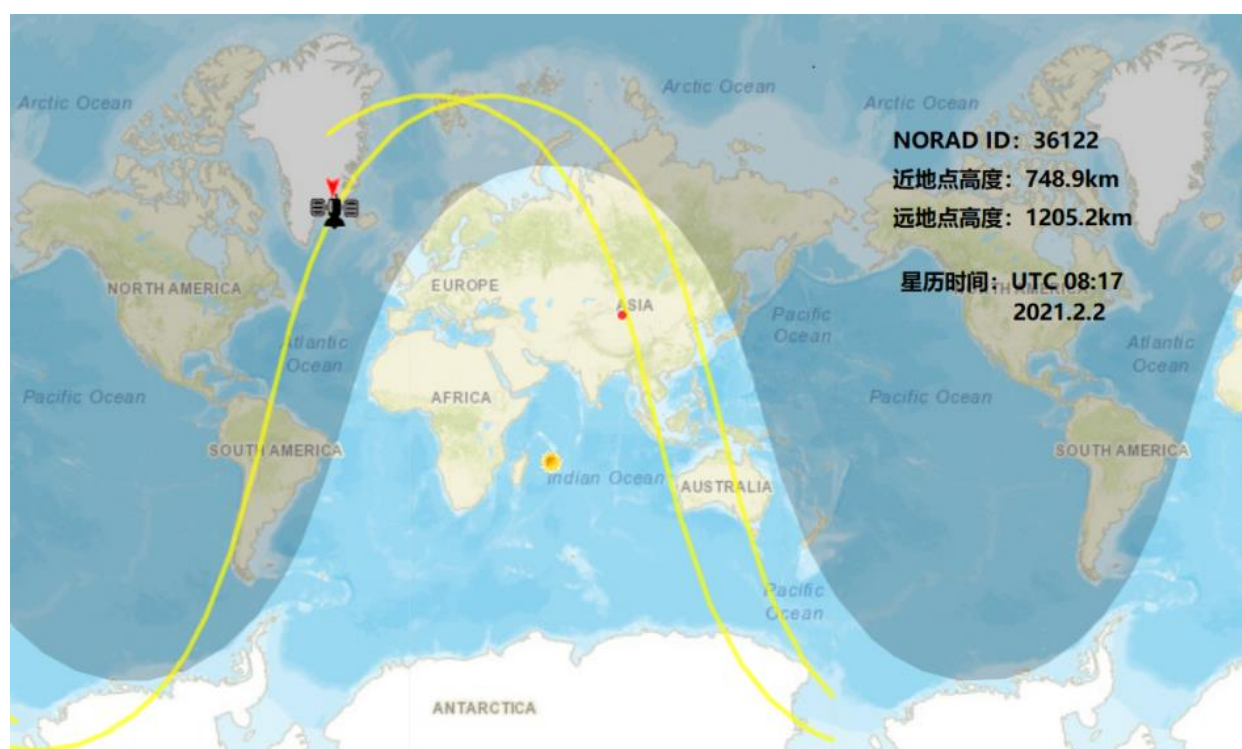 Arctic Ocean
Arctic Ocean
Arctic Ocean
NORAD ID：36122
近地点高度：748.9km
远地点高度：1205.2km
星历时间：UTC 08:17
2021.2.2
NORTH AMERICA
EUROPE
ASIA
NORTH AMERICA
Pacific
Ocean
Atlantic
Ocean
Atlantic
Ocean
Pacific Ocean
AFRICA
Pacific Ocean
SOUTH AMERICA
SOUTH AMERICA
Indian Ocean
AUSTRALIA
Pacific
Ocean
ANTARCTICA